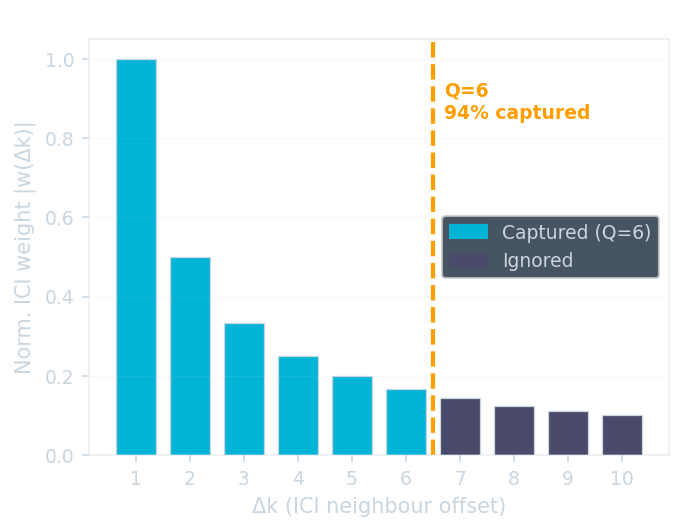 Norm. ICI weight |w(Δk)|
1.0
0.8
0.6
0.4
0.2
0.0
Q=6
94% captured
Captured (Q=6)
Ignored
1 2 3 4 5 6 7 8 9 10
Δk (ICI neighbour offset)